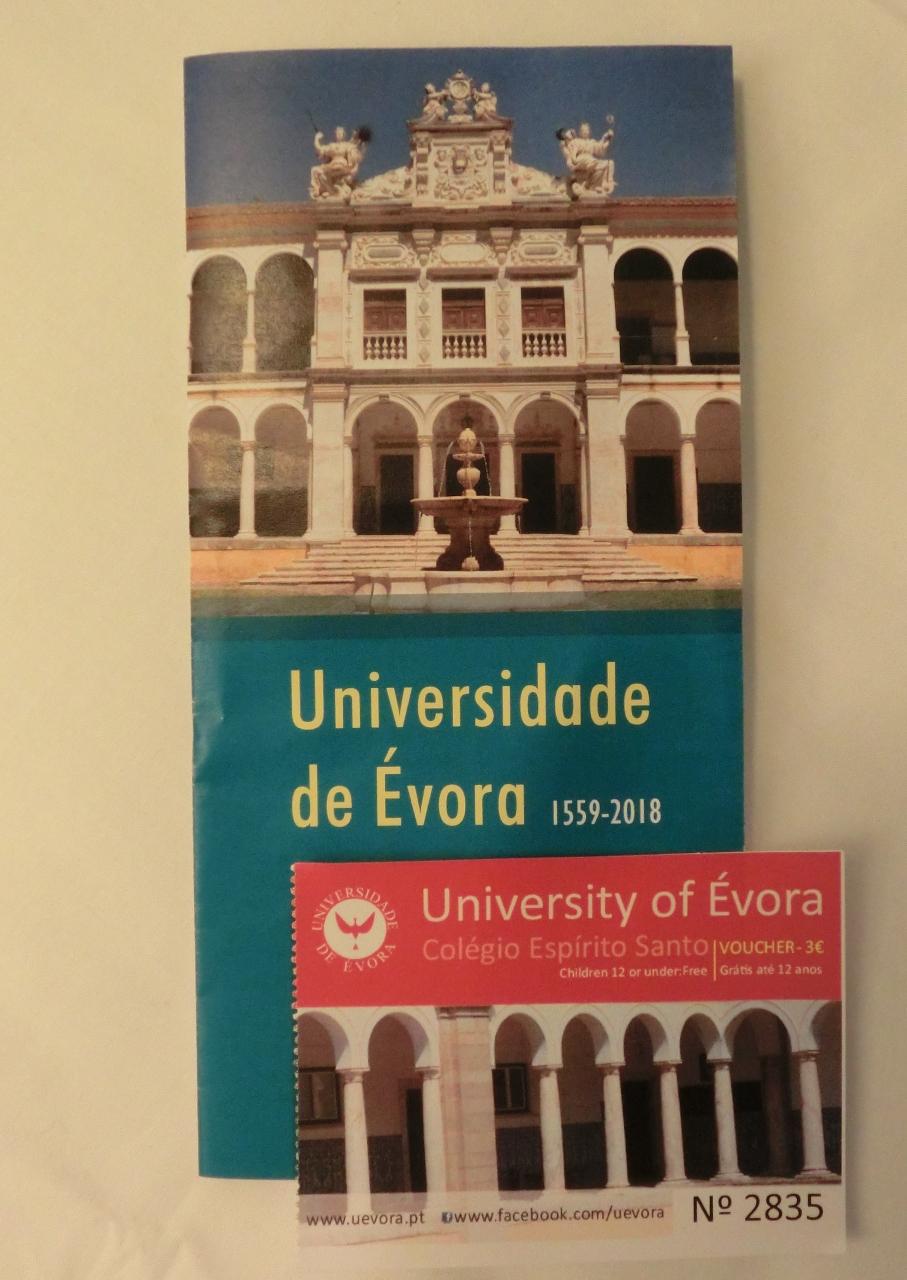 Universidade
de Évora 1559-2018
UNIVERSIDADE
DE ÉVORA
University of Évora
Colégio Espírito Santo
VOUCHER - 3€
Children 12 or under:Free
Grátis até 12 anos
www.uevora.pt
www.facebook.com/uevora
Nº 2835